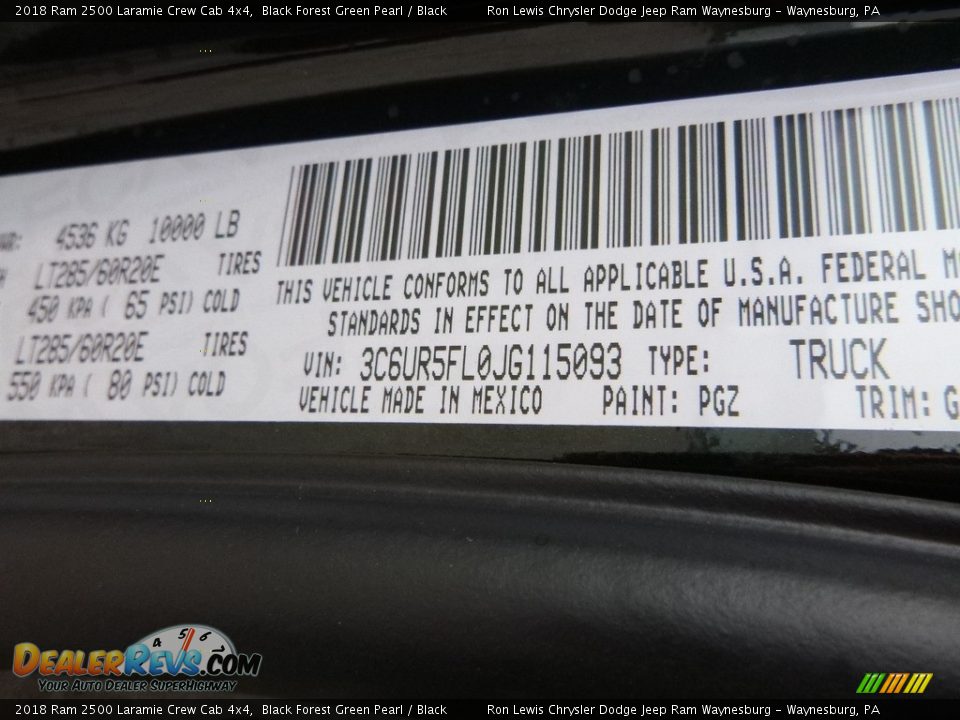 2018 Ram 2500 Laramie Crew Cab 4x4, Black Forest Green Pearl / Black Ron Lewis Chrysler Dodge Jeep Ram Waynesburg - Waynesburg, PA
4536 KG 10000 LB
LT285/60R20E TIRES
450 KPA ( 65 PSI) COLD
LT285/60R20E TIRES
550 KPA ( 80 PSI) COLD
THIS VEHICLE CONFORMS TO ALL APPLICABLE U.S.A. FEDERAL M
STANDARDS IN EFFECT ON THE DATE OF MANUFACTURE SHO
VIN: 3C6UR5FL0JG115093 TYPE: TRUCK
VEHICLE MADE IN MEXICO PAINT: PGZ TRIM: G
4 5 6
DEALERREVS.COM
YOUR AUTO DEALER SUPERHIGHWAY
2018 Ram 2500 Laramie Crew Cab 4x4, Black Forest Green Pearl / Black Ron Lewis Chrysler Dodge Jeep Ram Waynesburg - Waynesburg, PA